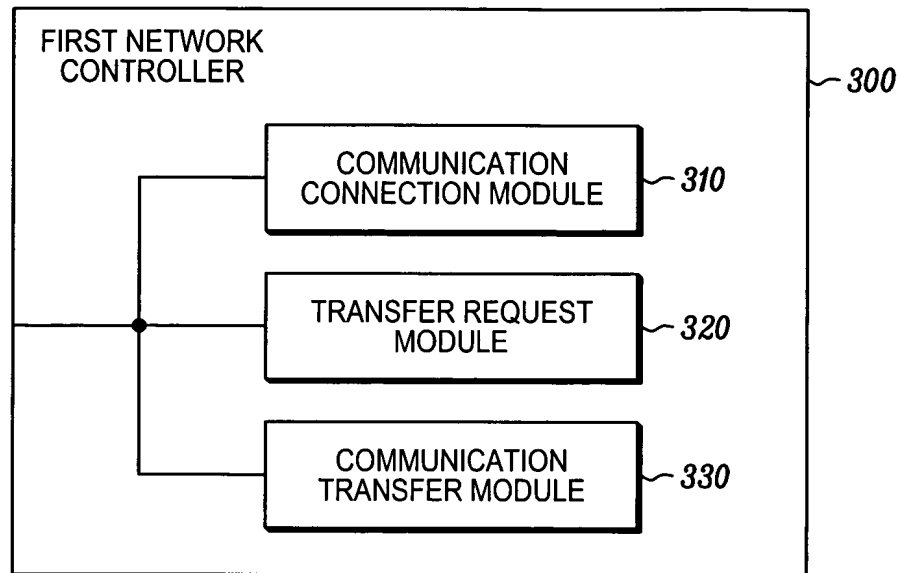 FIRST NETWORK
CONTROLLER
300
COMMUNICATION
CONNECTION MODULE
310
TRANSFER REQUEST
MODULE
320
COMMUNICATION
TRANSFER MODULE
330